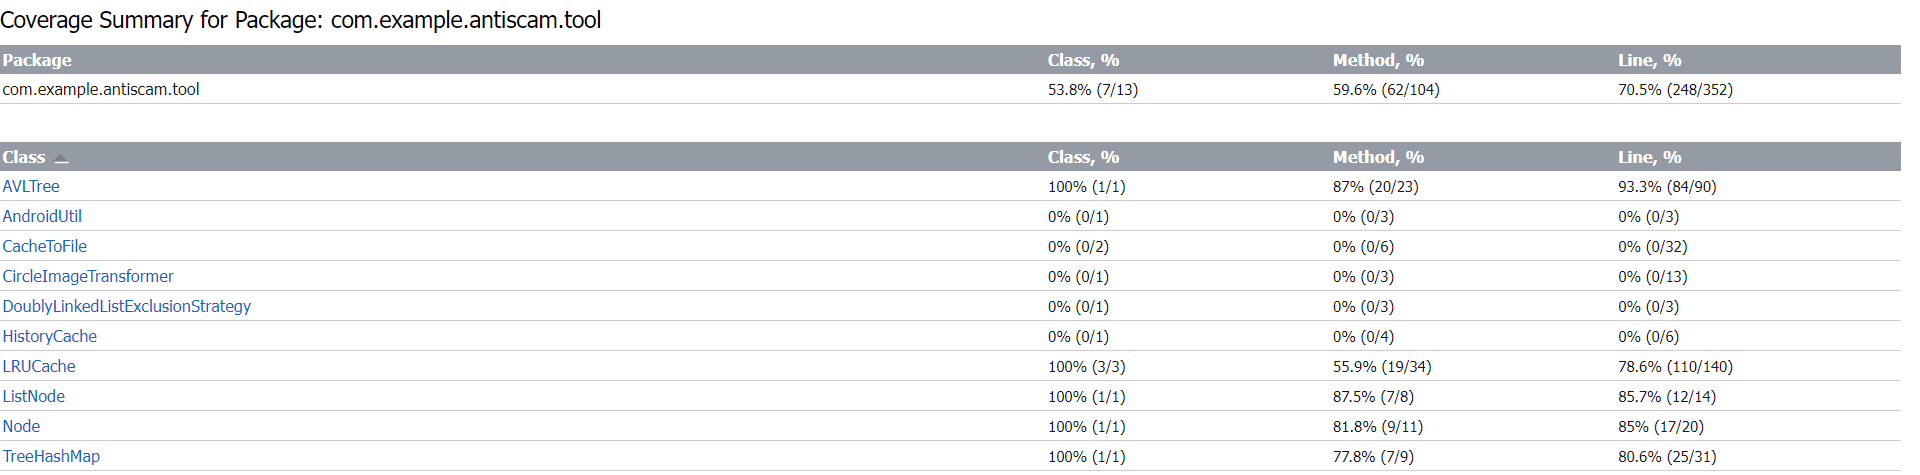 Coverage Summary for Package: com.example.antiscam.tool
Package Class, % Method, % Line, %
com.example.antiscam.tool 53.8% (7/13) 59.6% (62/104) 70.5% (248/352)
Class Class, % Method, % Line, %
AVLTree 100% (1/1) 87% (20/23) 93.3% (84/90)
AndroidUtil 0% (0/1) 0% (0/3) 0% (0/3)
CacheToFile 0% (0/2) 0% (0/6) 0% (0/32)
CircleImageTransformer 0% (0/1) 0% (0/3) 0% (0/13)
DoublyLinkedListExclusionStrategy 0% (0/1) 0% (0/3) 0% (0/3)
HistoryCache 0% (0/1) 0% (0/4) 0% (0/6)
LRUCache 100% (3/3) 55.9% (19/34) 78.6% (110/140)
ListNode 100% (1/1) 87.5% (7/8) 85.7% (12/14)
Node 100% (1/1) 81.8% (9/11) 85% (17/20)
TreeHashMap 100% (1/1) 77.8% (7/9) 80.6% (25/31)